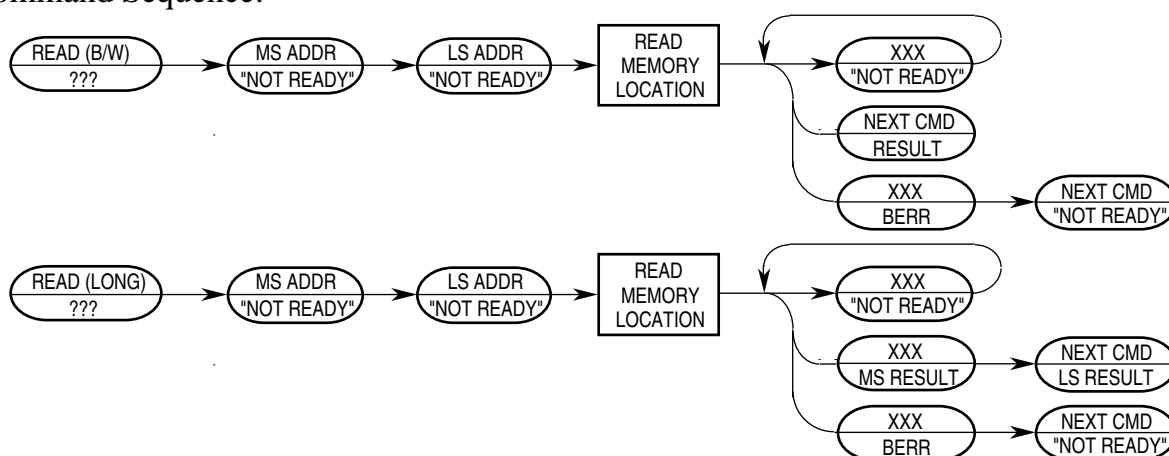 READ (B/W)
???
MS ADDR
"NOT READY"
LS ADDR
"NOT READY"
READ
MEMORY
LOCATION
XXX
"NOT READY"
NEXT CMD
RESULT
XXX
BERR
NEXT CMD
"NOT READY"
READ (LONG)
???
MS ADDR
"NOT READY"
LS ADDR
"NOT READY"
READ
MEMORY
LOCATION
XXX
"NOT READY"
XXX
MS RESULT
NEXT CMD
LS RESULT
XXX
BERR
NEXT CMD
"NOT READY"